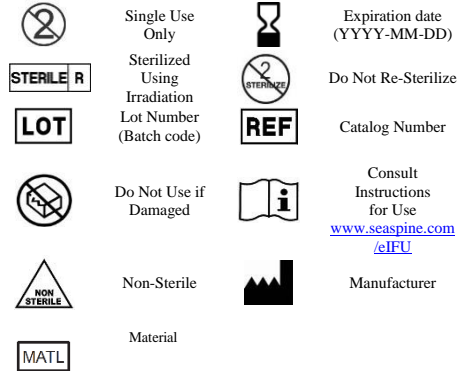 2
Single Use
Only
Expiration date
(YYYY-MM-DD)
STERILE R
Sterilized
Using
Irradiation
2
STERILIZE
Do Not Re-Sterilize
LOT
Lot Number
(Batch code)
REF
Catalog Number
Do Not Use if
Damaged
i
Consult
Instructions
for Use
www.seaspine.com
/eIFU
NON
STERILE
Non-Sterile
Manufacturer
MATL
Material